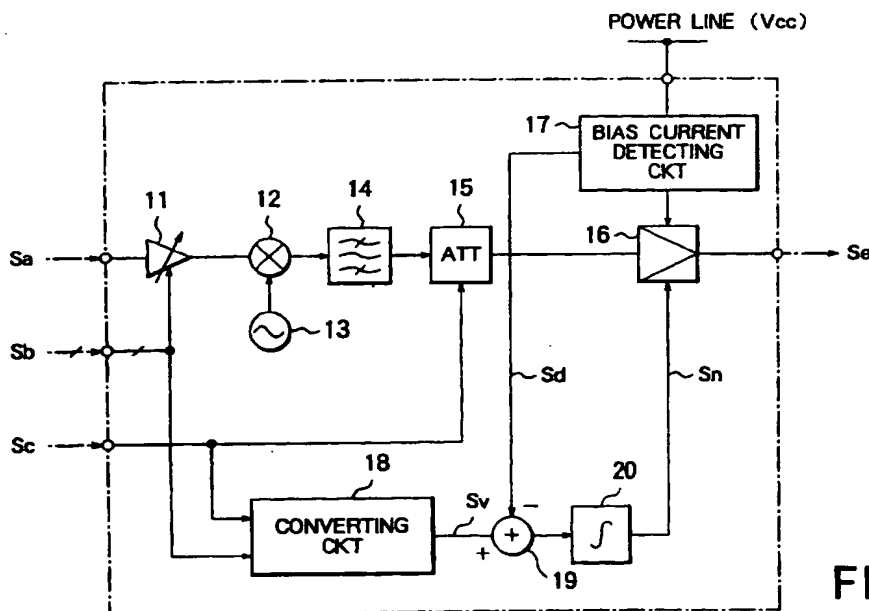 POWER LINE (Vcc)
17
BIAS CURRENT
DETECTING
CKT
11
12
14
15
16
Sa
ATT
Se
13
Sb
Sd
Sn
Sc
18
20
CONVERTING
CKT
Sv
−
+
+
∫
19
FI